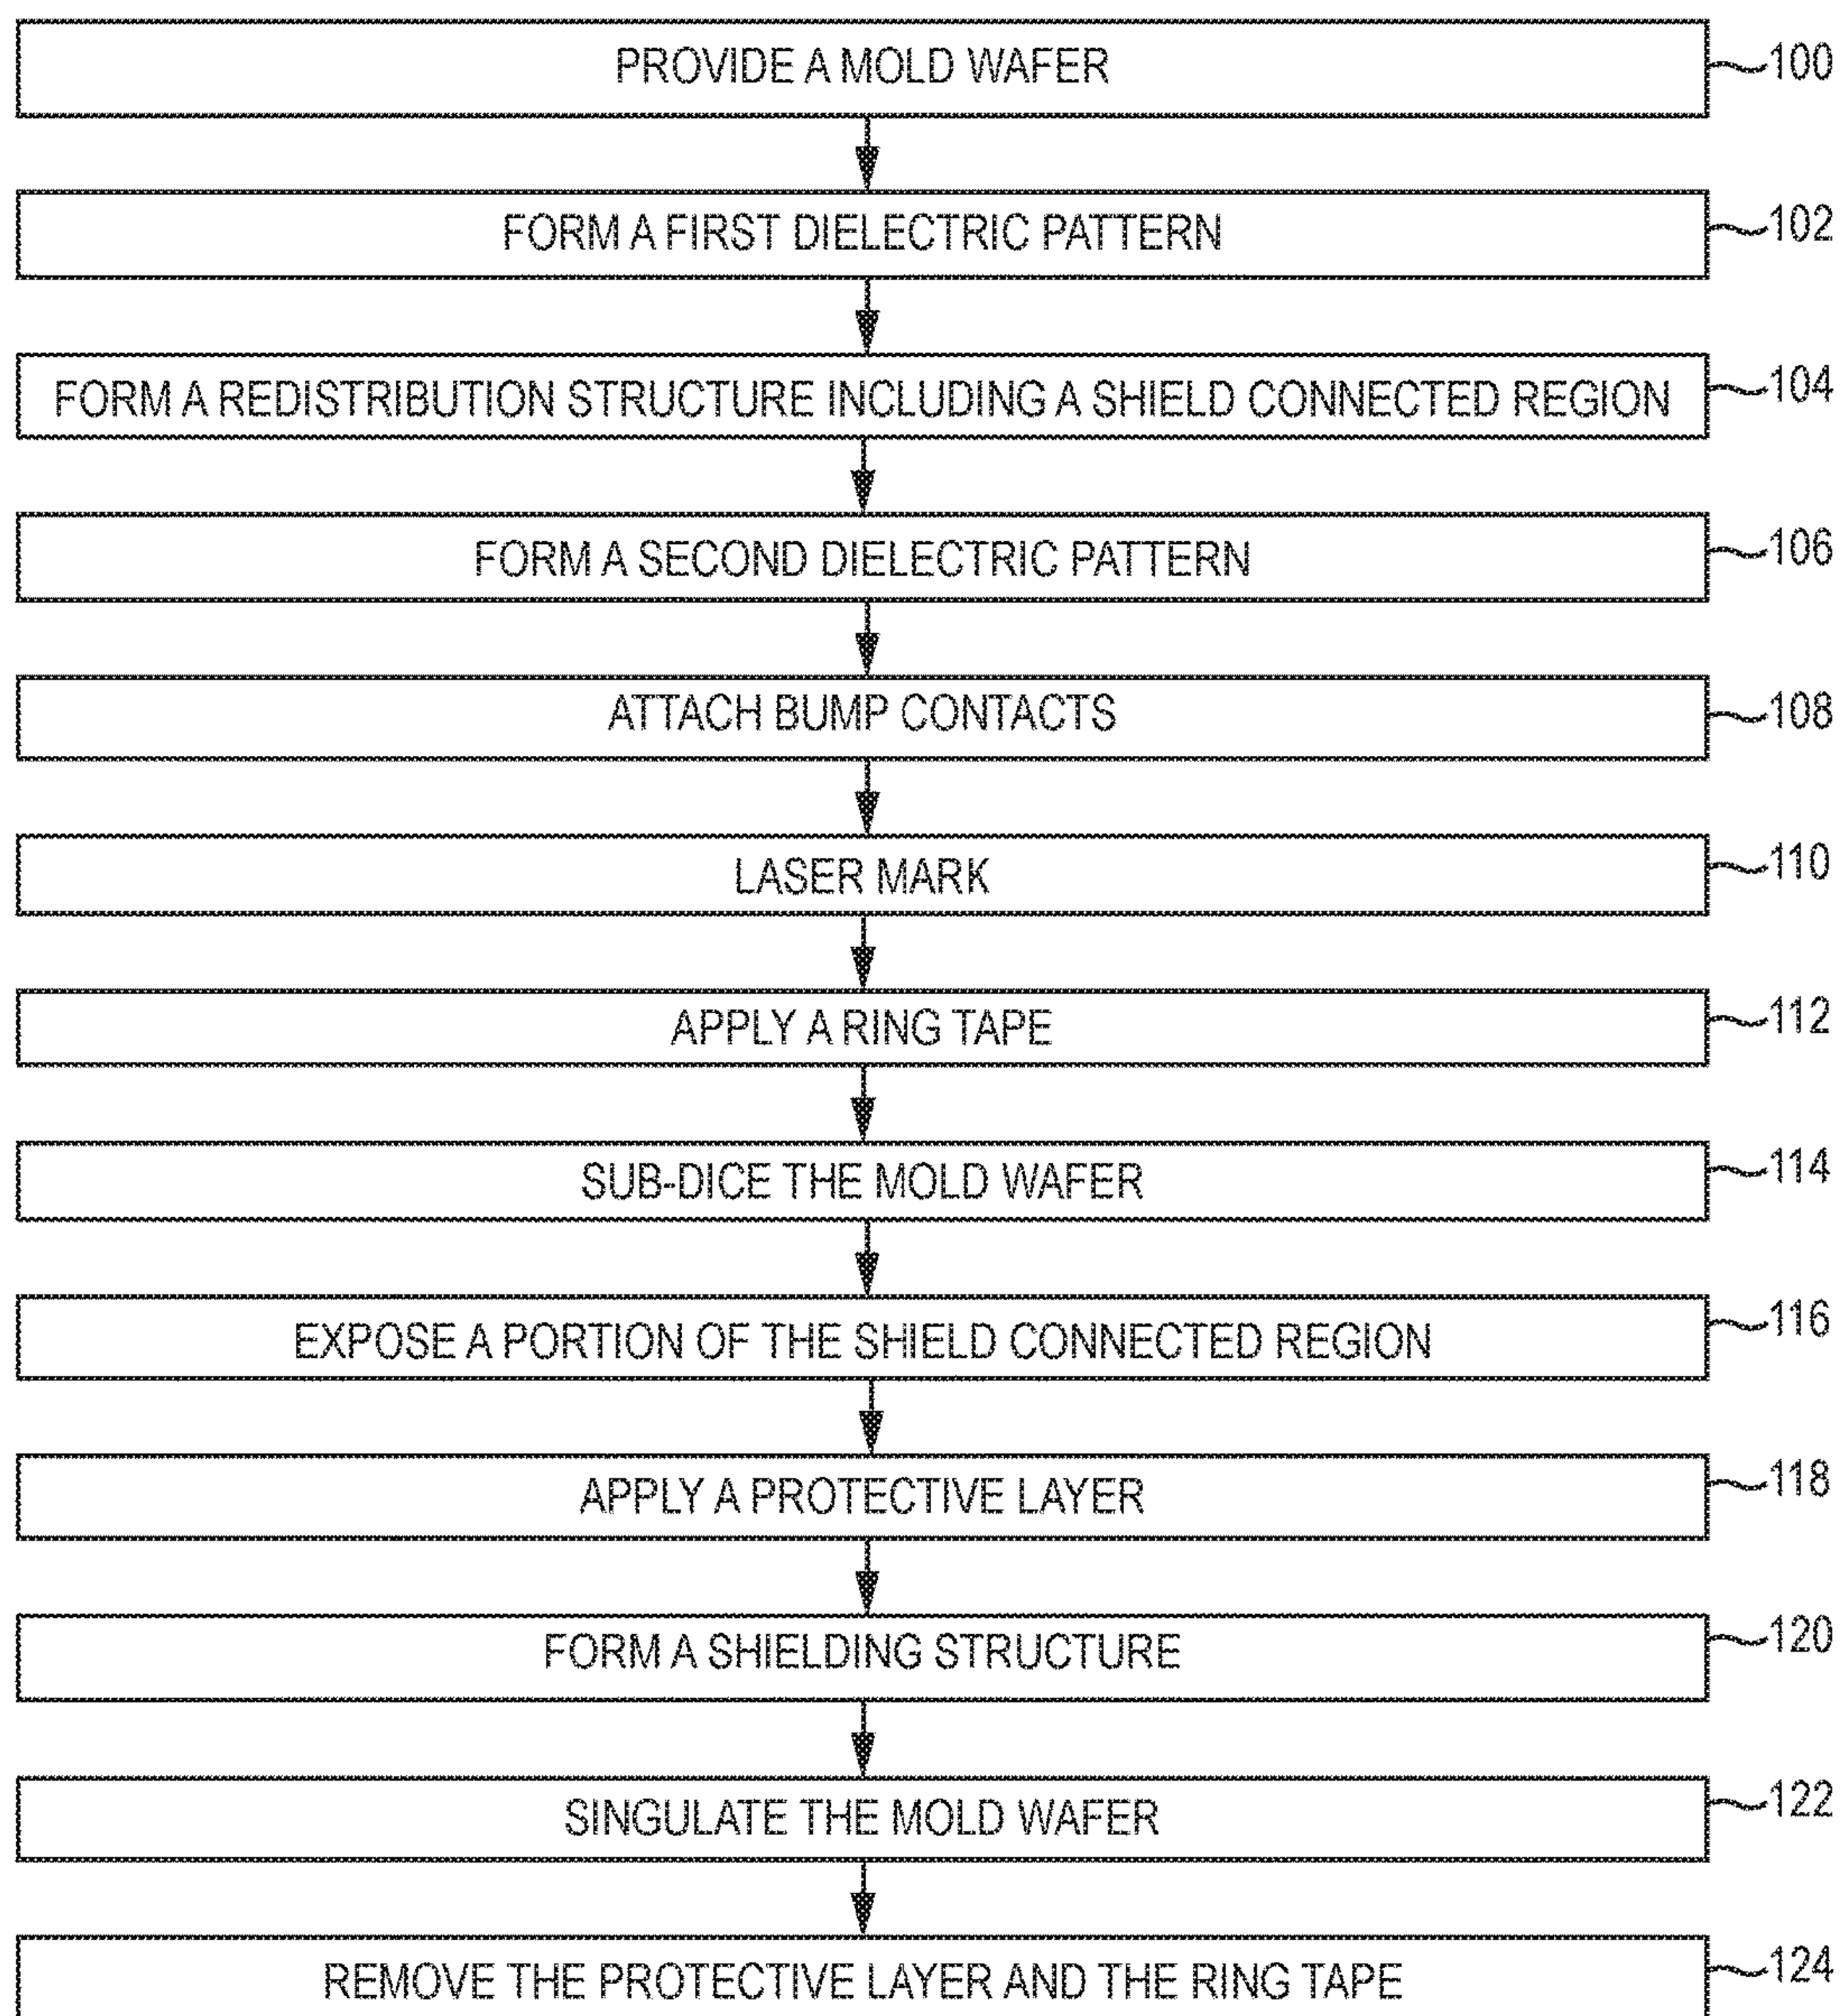 PROVIDE A MOLD WAFER 100
FORM A FIRST DIELECTRIC PATTERN 102
FORM A REDISTRIBUTION STRUCTURE INCLUDING A SHIELD CONNECTED REGION 104
FORM A SECOND DIELECTRIC PATTERN 106
ATTACH BUMP CONTACTS 108
LASER MARK 110
APPLY A RING TAPE 112
SUB-DICE THE MOLD WAFER 114
EXPOSE A PORTION OF THE SHIELD CONNECTED REGION 116
APPLY A PROTECTIVE LAYER 118
FORM A SHIELDING STRUCTURE 120
SINGULATE THE MOLD WAFER 122
REMOVE THE PROTECTIVE LAYER AND THE RING TAPE 124